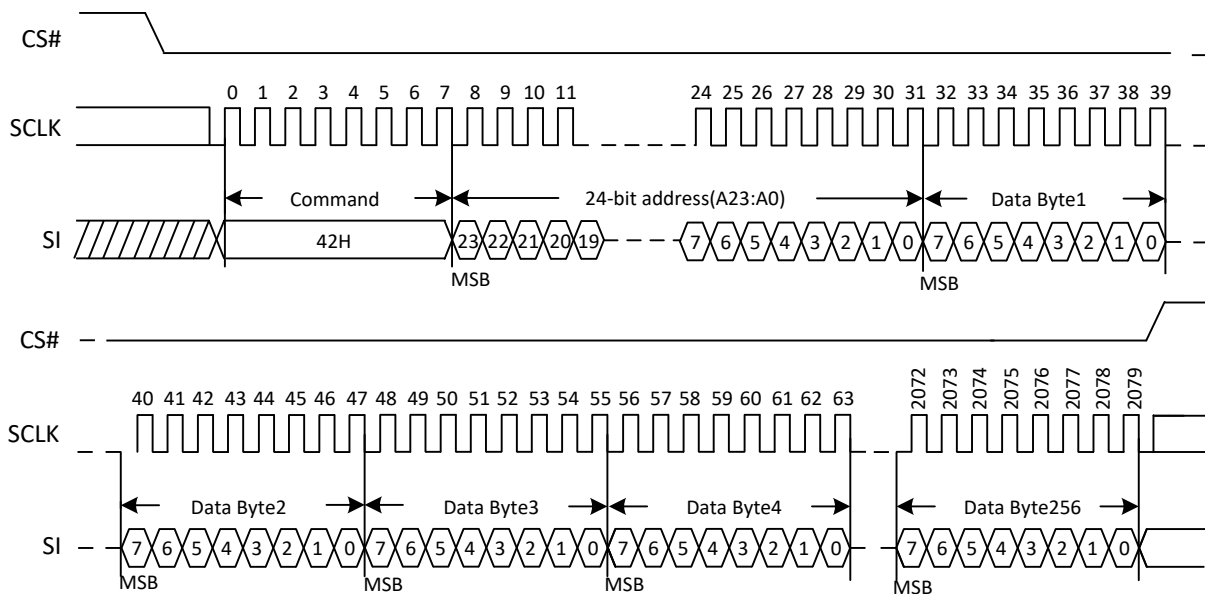 CS#
0 1 2 3 4 5 6 7 8 9 10 11 24 25 26 27 28 29 30 31 32 33 34 35 36 37 38 39
SCLK
Command 24-bit address(A23:A0) Data Byte1
SI 42H 23 22 21 20 19 7 6 5 4 3 2 1 0 7 6 5 4 3 2 1 0
MSB MSB
CS#
40 41 42 43 44 45 46 47 48 49 50 51 52 53 54 55 56 57 58 59 60 61 62 63 2072 2073 2074 2075 2076 2077 2078 2079
SCLK
Data Byte2 Data Byte3 Data Byte4 Data Byte256
SI 7 6 5 4 3 2 1 0 7 6 5 4 3 2 1 0 7 6 5 4 3 2 1 0 7 6 5 4 3 2 1 0
MSB MSB MSB MSB